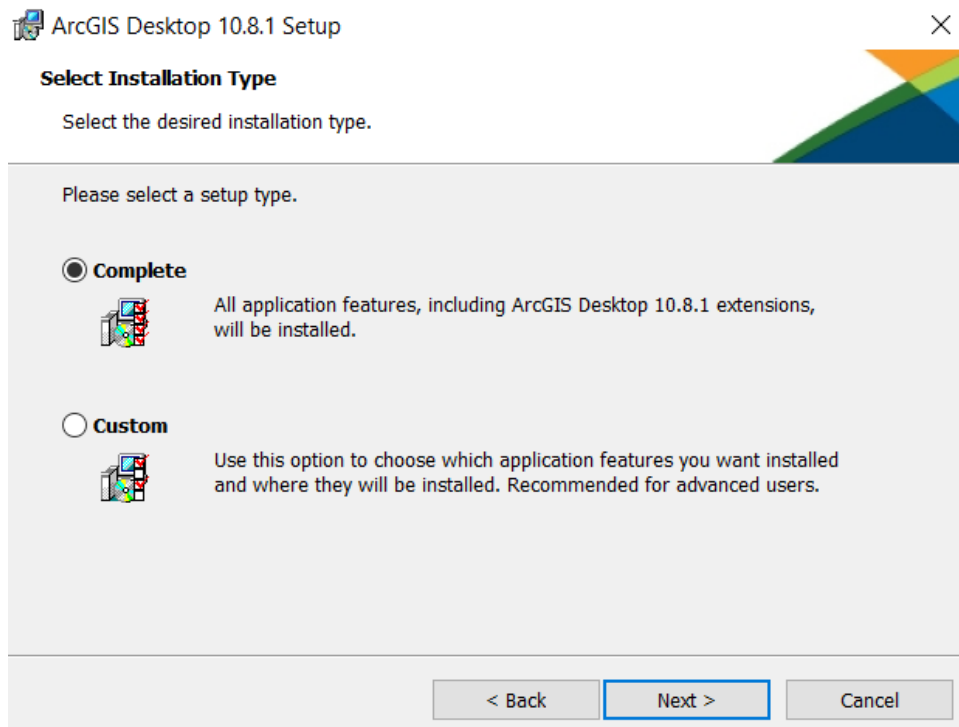 ArcGIS Desktop 10.8.1 Setup
Select Installation Type
Select the desired installation type.
Please select a setup type.
Complete
All application features, including ArcGIS Desktop 10.8.1 extensions,
will be installed.
Custom
Use this option to choose which application features you want installed
and where they will be installed. Recommended for advanced users.
< Back
Next >
Cancel